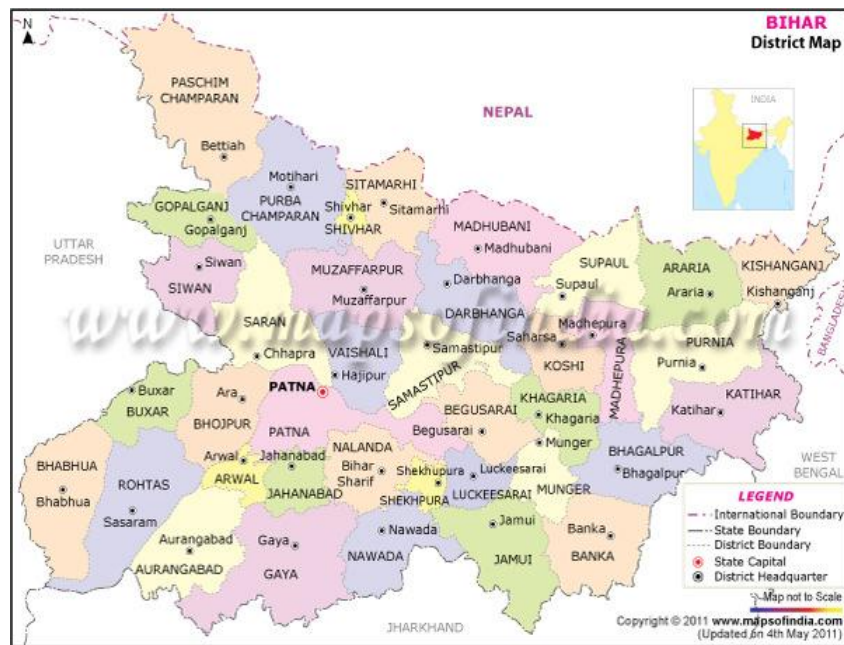 N
BIHAR
District Map
INDIA
NEPAL
PASCHIM
CHAMPARAN
Bettiah
Motihari
PURBA
CHAMPARAN
SITAMARHI
Sitamarhi
Shivhar
SHIVHAR
GOPALGANJ
Gopalganj
UTTAR
PRADESH
Siwan
SIWAN
MUZAFFARPUR
Muzaffarpur
MADHUBANI
Madhubani
Darbhanga
DARBHANGA
SUPAUL
Supaul
ARARIA
Araria
KISHANGANJ
Kishanganj
www.mapsofindia.com
SARAN
Chhapra
VAISHALI
Hajipur
Samastipur
SAMASTIPUR
Saharsa
KOSHI
Madhepura
MADHEPURA
PURNIA
Purnia
BANGLADESH
KATIHAR
Katihar
PATNA
PATNA
Buxar
BUXAR
Ara
BHOJPUR
BEGUSARAI
Begusarai
KHAGARIA
Khagaria
Munger
MUNGER
BHAGALPUR
Bhagalpur
WEST
BENGAL
BHABHUA
Bhabhua
ROHTAS
Sasaram
Arwal
ARWAL
Jahanabad
JAHANABAD
NALANDA
Bihar
Sharif
Shekhupura
SHEKHPURA
Luckeesarai
LUCKEESARAI
Aurangabad
AURANGABAD
Gaya
GAYA
Nawada
NAWADA
Jamui
JAMUI
Banka
BANKA
JHARKHAND
LEGEND
International Boundary
State Boundary
District Boundary
State Capital
District Headquarter
Map not to Scale
Copyright © 2011 www.mapsofindia.com
(Updated on 4th May 2011)